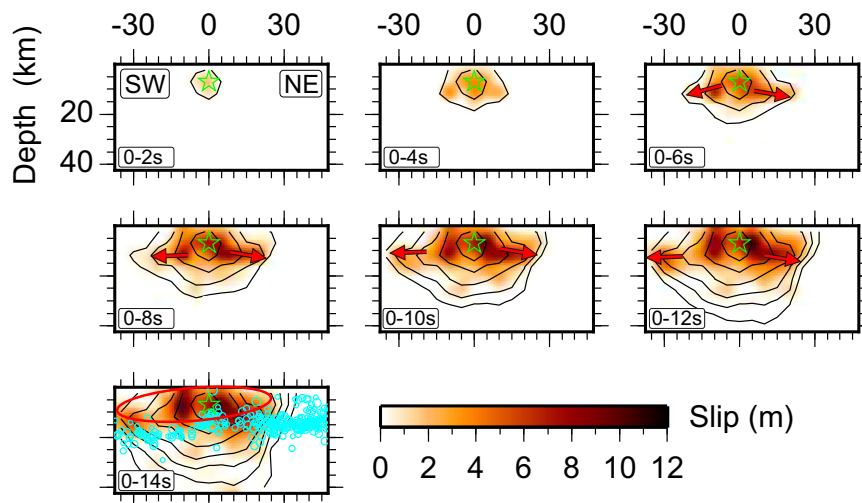 -30 0 30 -30 0 30 -30 0 30
Depth (km)
SW NE
20
40
0-2s 0-4s 0-6s
0-8s 0-10s 0-12s
0-14s
Slip (m)
0 2 4 6 8 10 12